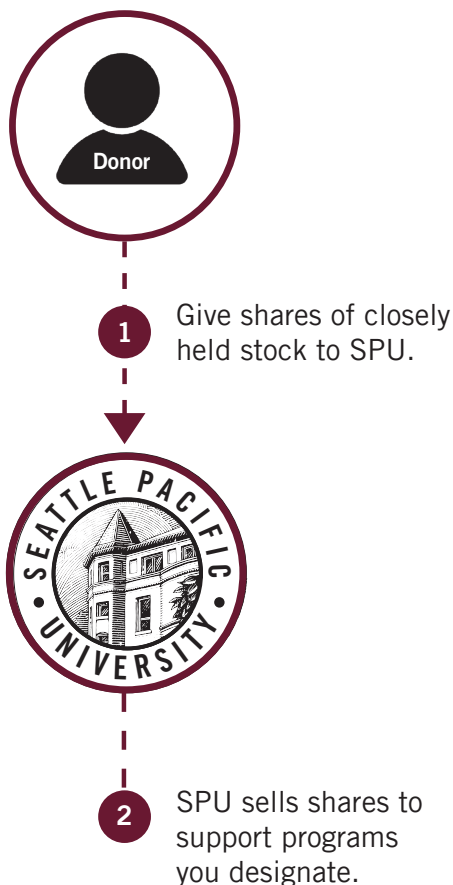 Donor
1
Give shares of closely
held stock to SPU.
SEATTLE PACIFIC
• UNIVERSITY •
2
SPU sells shares to
support programs
you designate.